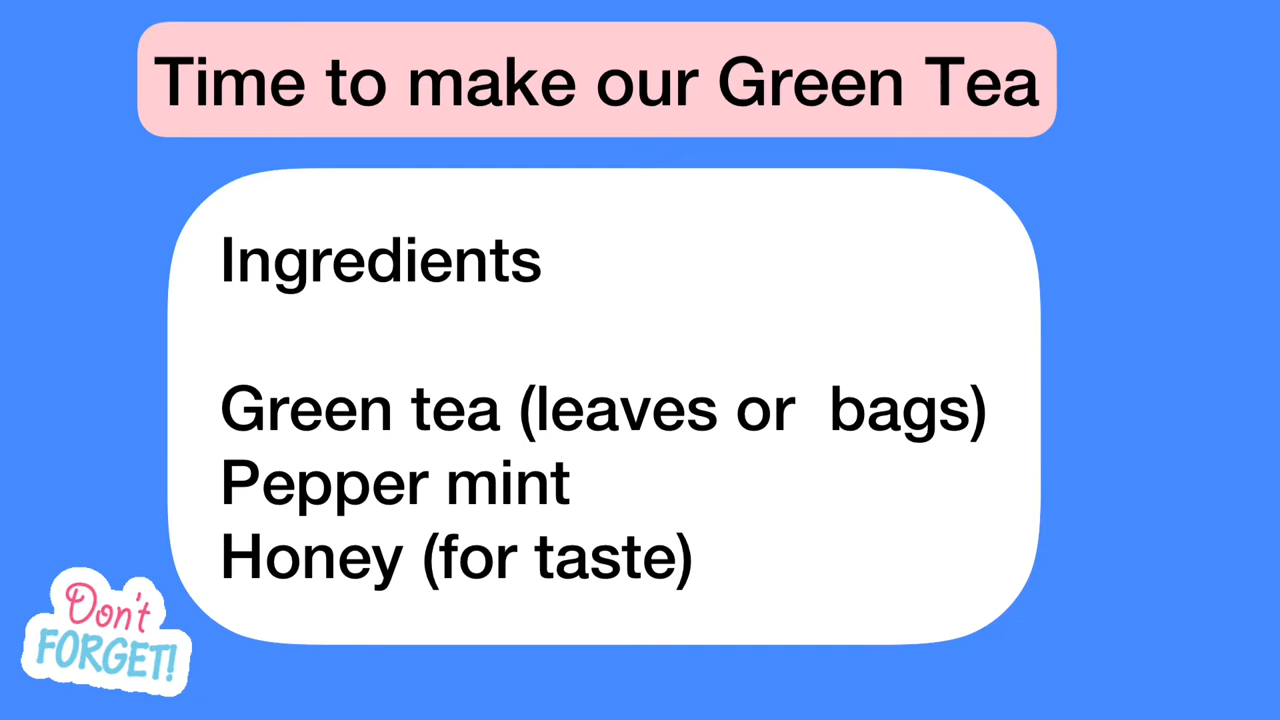 Time to make our Green Tea
Ingredients
Green tea (leaves or  bags)
Pepper mint
Honey (for taste)
Don't
FORGET!